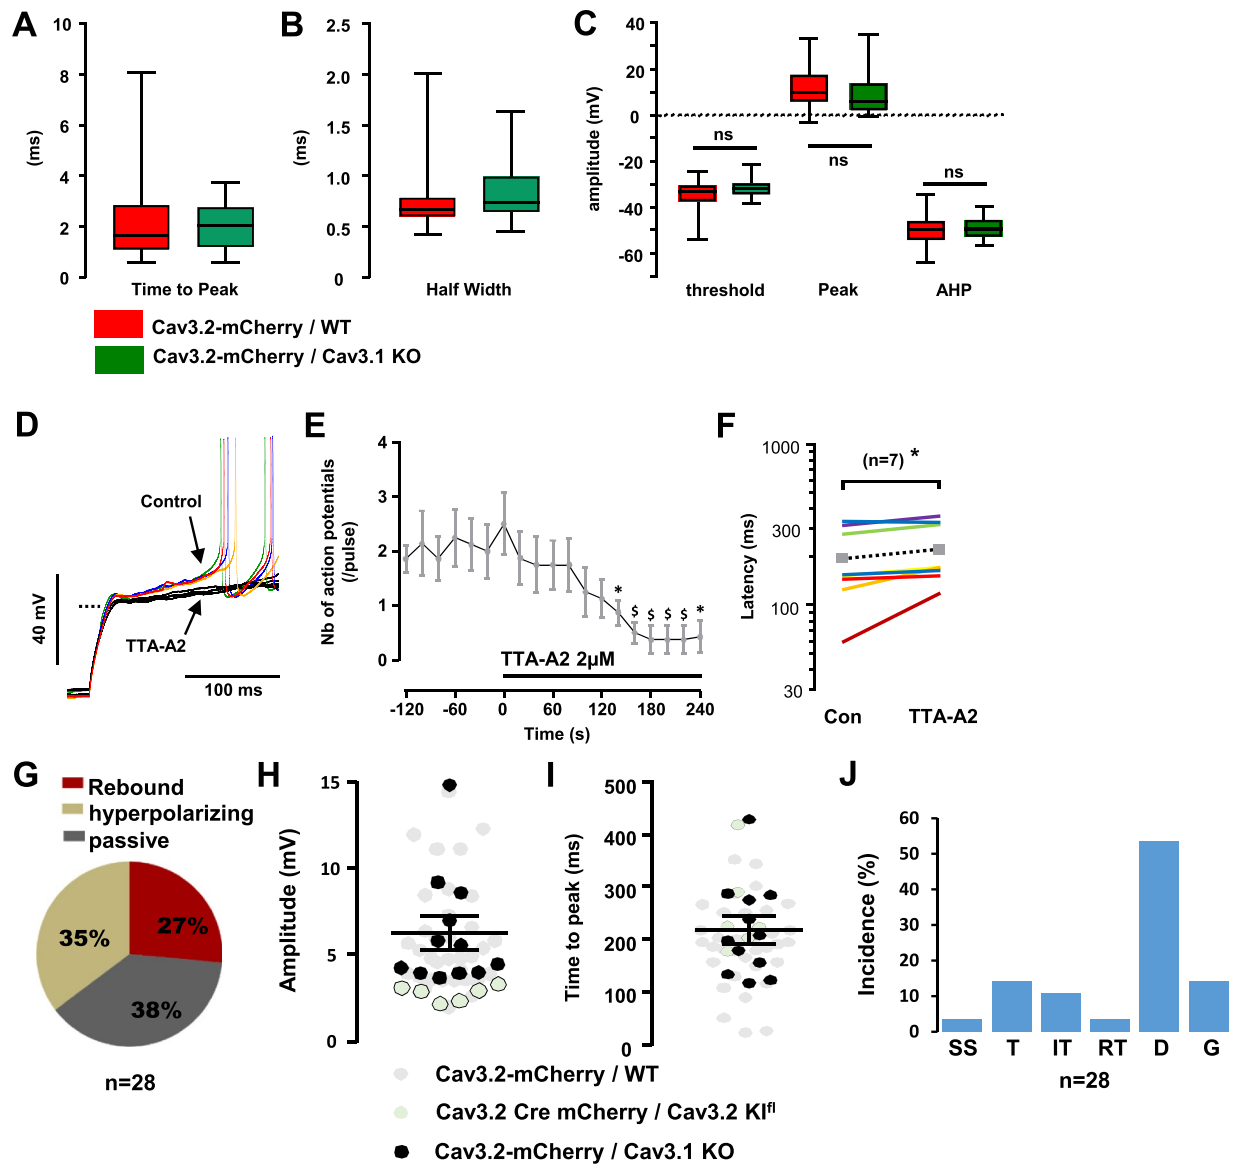 A
10
8
6
4
2
0
(ms)
Time to Peak
B
2.5
2.0
1.5
1.0
0.5
0
(ms)
Half Width
C
40
20
0
-20
-40
-60
amplitude (mV)
ns
ns
ns
threshold
Peak
AHP
Cav3.2-mCherry / WT
Cav3.2-mCherry / Cav3.1 KO
D
Control
TTA-A2
40 mV
100 ms
E
4
3
2
1
0
Nb of action potentials
(/pulse)
* $ $ $ $ *
TTA-A2 2µM
-120 -60 0 60 120 180 240
Time (s)
F
1000
300
100
30
Latency (ms)
(n=7) *
Con
TTA-A2
G
Rebound
hyperpolarizing
passive
27%
35%
38%
n=28
H
15
10
5
0
Amplitude (mV)
I
500
400
300
200
100
0
Time to peak (ms)
Cav3.2-mCherry / WT
Cav3.2 Cre mCherry / Cav3.2 KIfl
Cav3.2-mCherry / Cav3.1 KO
J
60
50
40
30
20
10
0
Incidence (%)
SS T IT RT D G
n=28